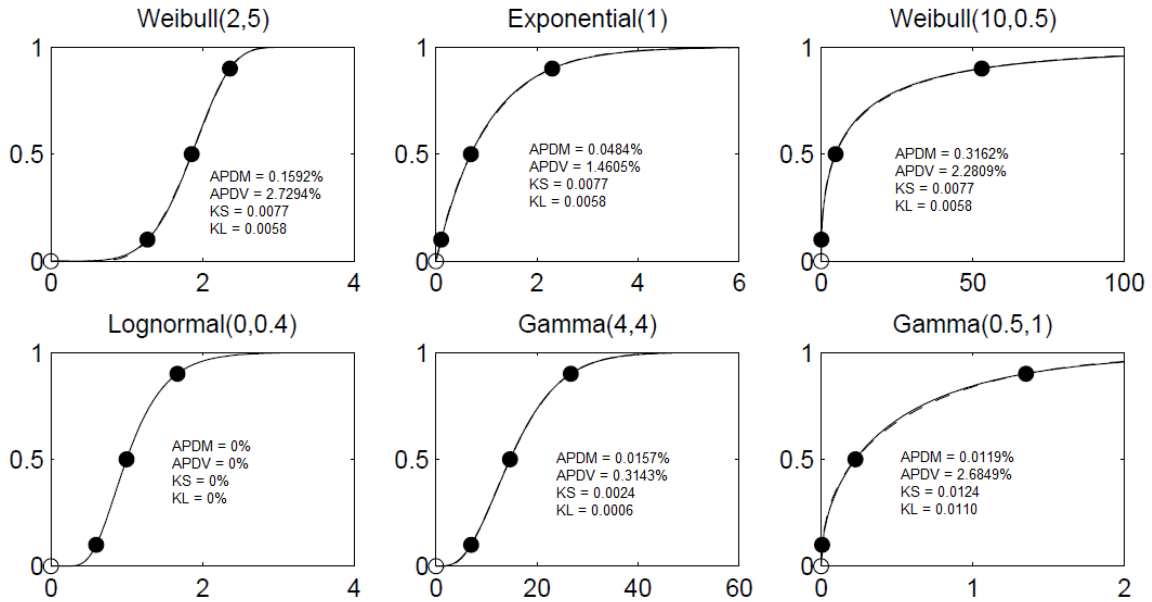 Weibull(2,5)
1
0.5
0
0 2 4
APDM = 0.1592%
APDV = 2.7294%
KS = 0.0077
KL = 0.0058
Exponential(1)
1
0.5
0
0 2 4 6
APDM = 0.0484%
APDV = 1.4605%
KS = 0.0077
KL = 0.0058
Weibull(10,0.5)
1
0.5
0
0 50 100
APDM = 0.3162%
APDV = 2.2809%
KS = 0.0077
KL = 0.0058
Lognormal(0,0.4)
1
0.5
0
0 2 4
APDM = 0%
APDV = 0%
KS = 0%
KL = 0%
Gamma(4,4)
1
0.5
0
0 20 40 60
APDM = 0.0157%
APDV = 0.3143%
KS = 0.0024
KL = 0.0006
Gamma(0.5,1)
1
0.5
0
0 1 2
APDM = 0.0119%
APDV = 2.6849%
KS = 0.0124
KL = 0.0110